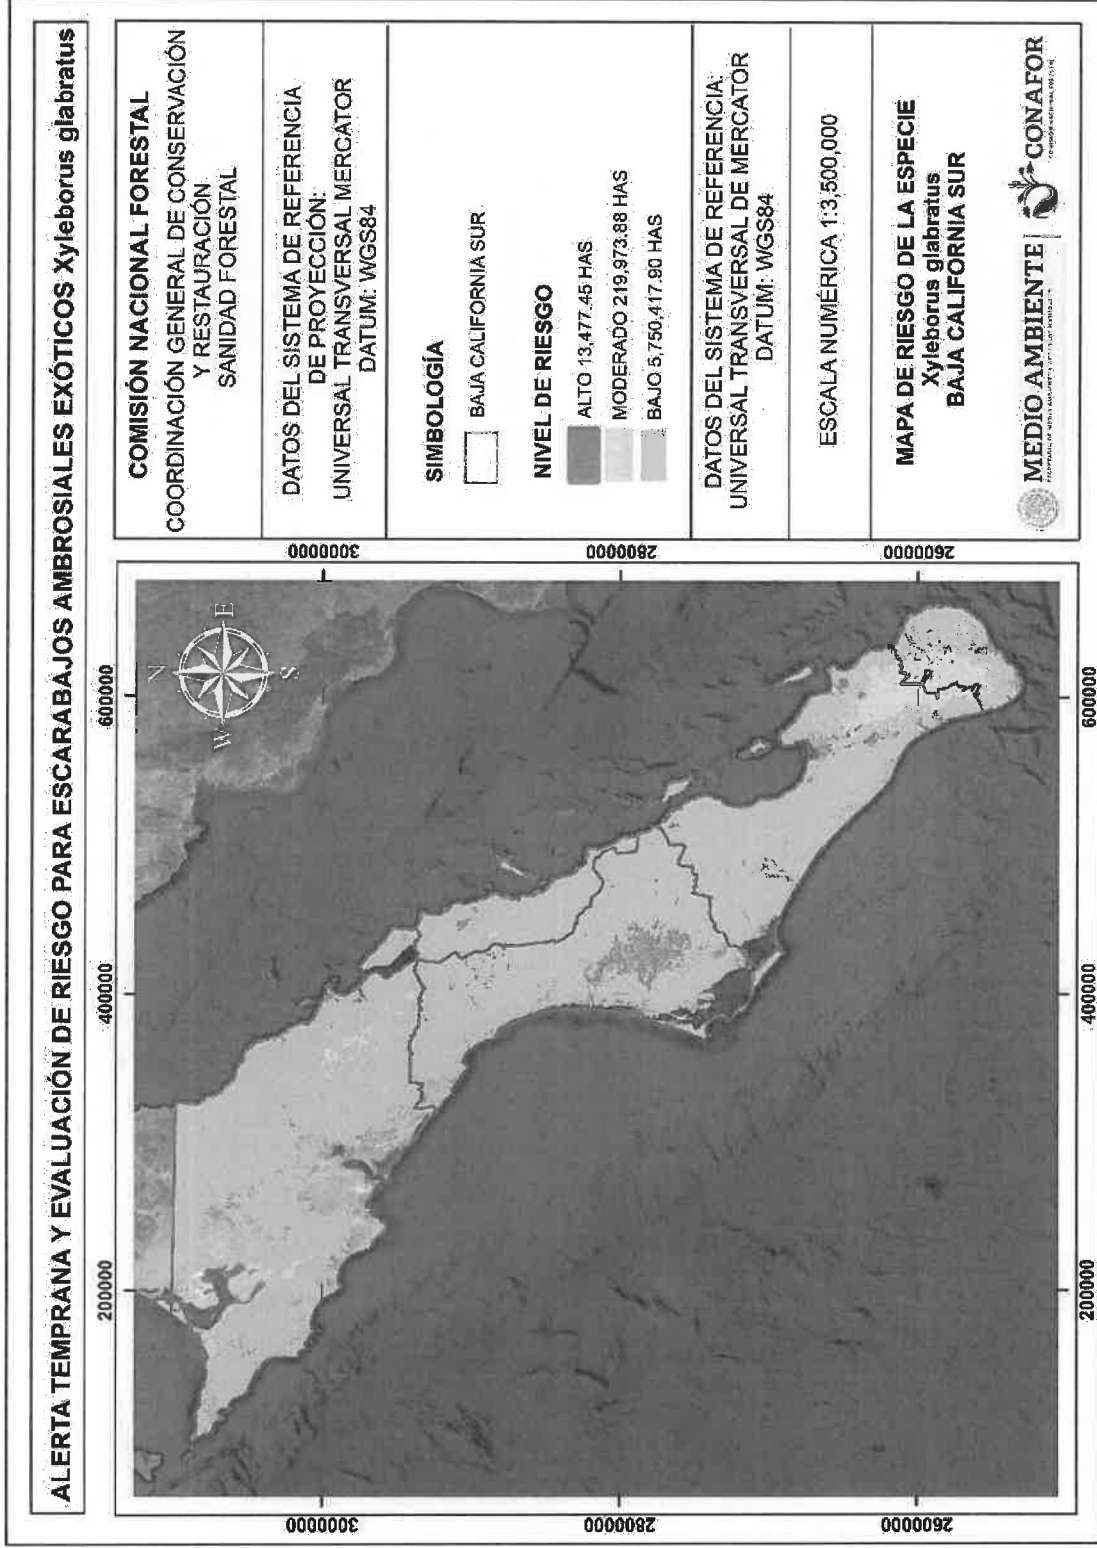 ALERTA TEMPRANA Y EVALUACIÓN DE RIESGO PARA ESCARABAJOS AMBROSIALES EXÓTICOS Xyleborus glabratus
200000
400000
600000
3000000
2800000
2600000
N
E
S
W
3000000
2800000
2600000
200000
400000
600000
COMISIÓN NACIONAL FORESTAL
COORDINACIÓN GENERAL DE CONSERVACIÓN
Y RESTAURACIÓN
SANIDAD FORESTAL
DATOS DEL SISTEMA DE REFERENCIA
DE PROYECCIÓN:
UNIVERSAL TRANSVERSAL MERCATOR
DATUM: WGS84
SIMBOLOGÍA
BAJA CALIFORNIA SUR
NIVEL DE RIESGO
ALTO 13,477.45 HAS
MODERADO 219,973.88 HAS
BAJO 5,750,417.90 HAS
DATOS DEL SISTEMA DE REFERENCIA:
UNIVERSAL TRANSVERSAL DE MERCATOR
DATUM: WGS84
ESCALA NUMÉRICA 1:3,500,000
MAPA DE RIESGO DE LA ESPECIE
Xyleborus glabratus
BAJA CALIFORNIA SUR
MEDIO AMBIENTE
CONAFOR